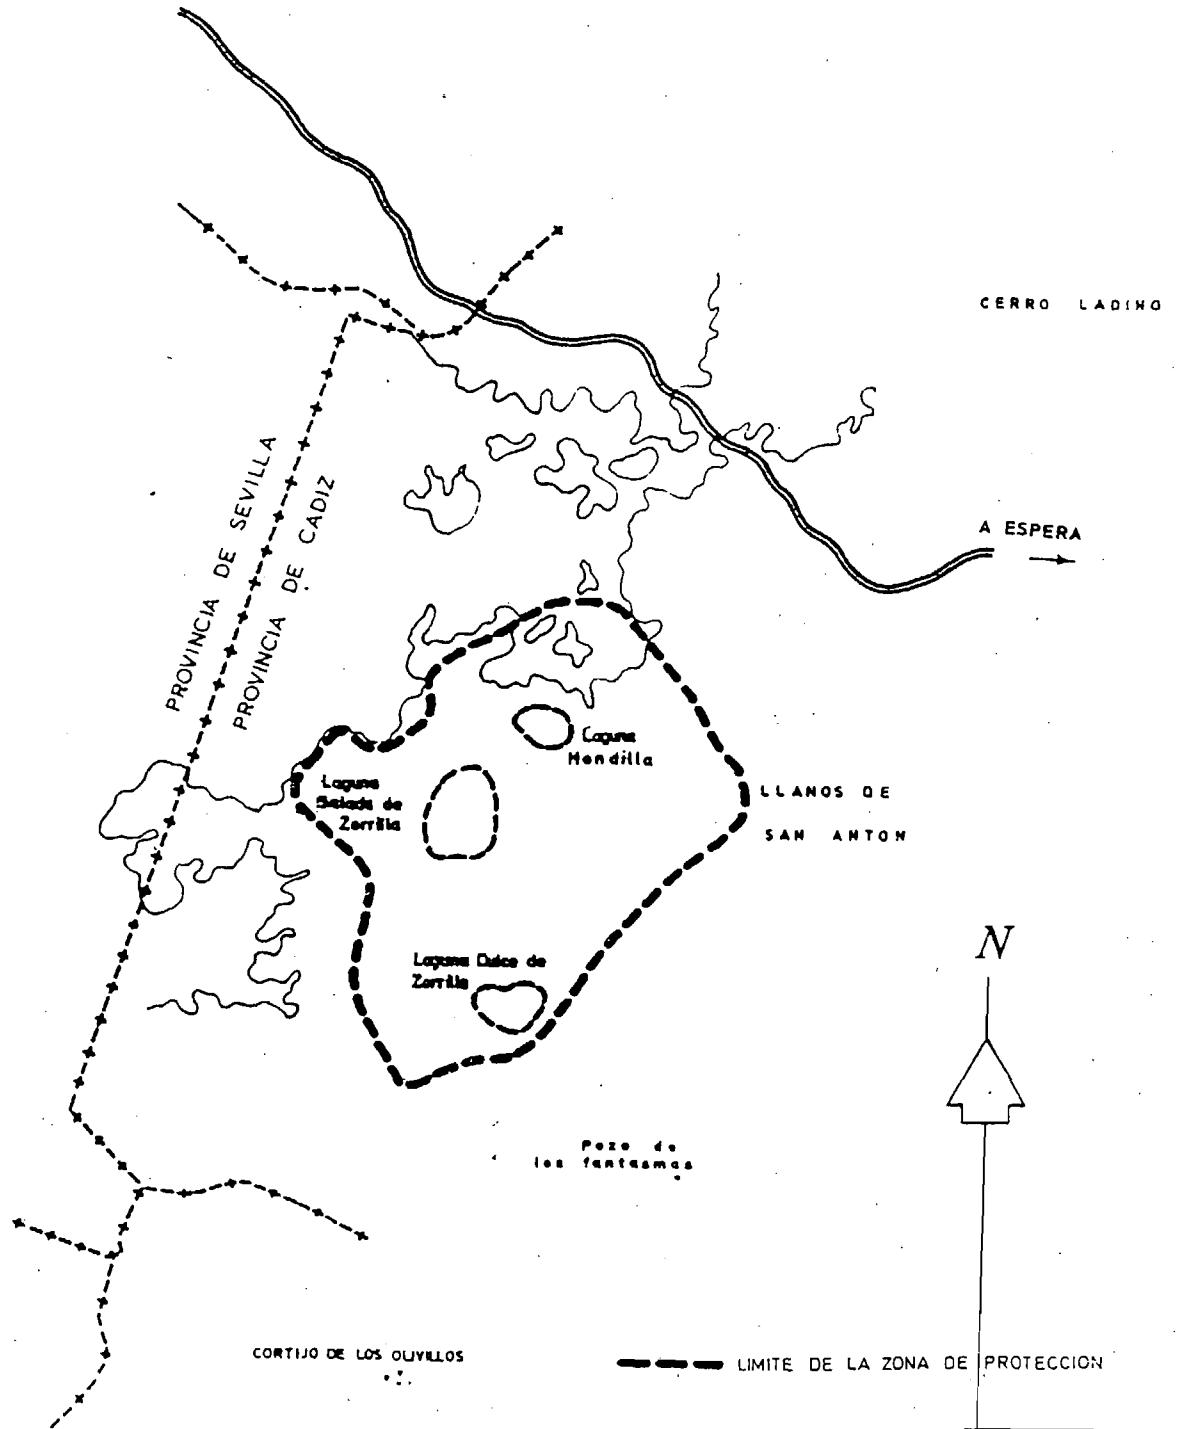 CERRO LADINO
A ESPERA
PROVINCIA DE SEVILLA
PROVINCIA DE CADIZ
Laguna
Hondilla
Laguna
Salada de
Zorrilla
LLANOS DE
SAN ANTON
Laguna Dulce de
Zorrilla
N
Pozo de
los fantasmas
CORTIJO DE LOS OLIVILLOS
LIMITE DE LA ZONA DE PROTECCION